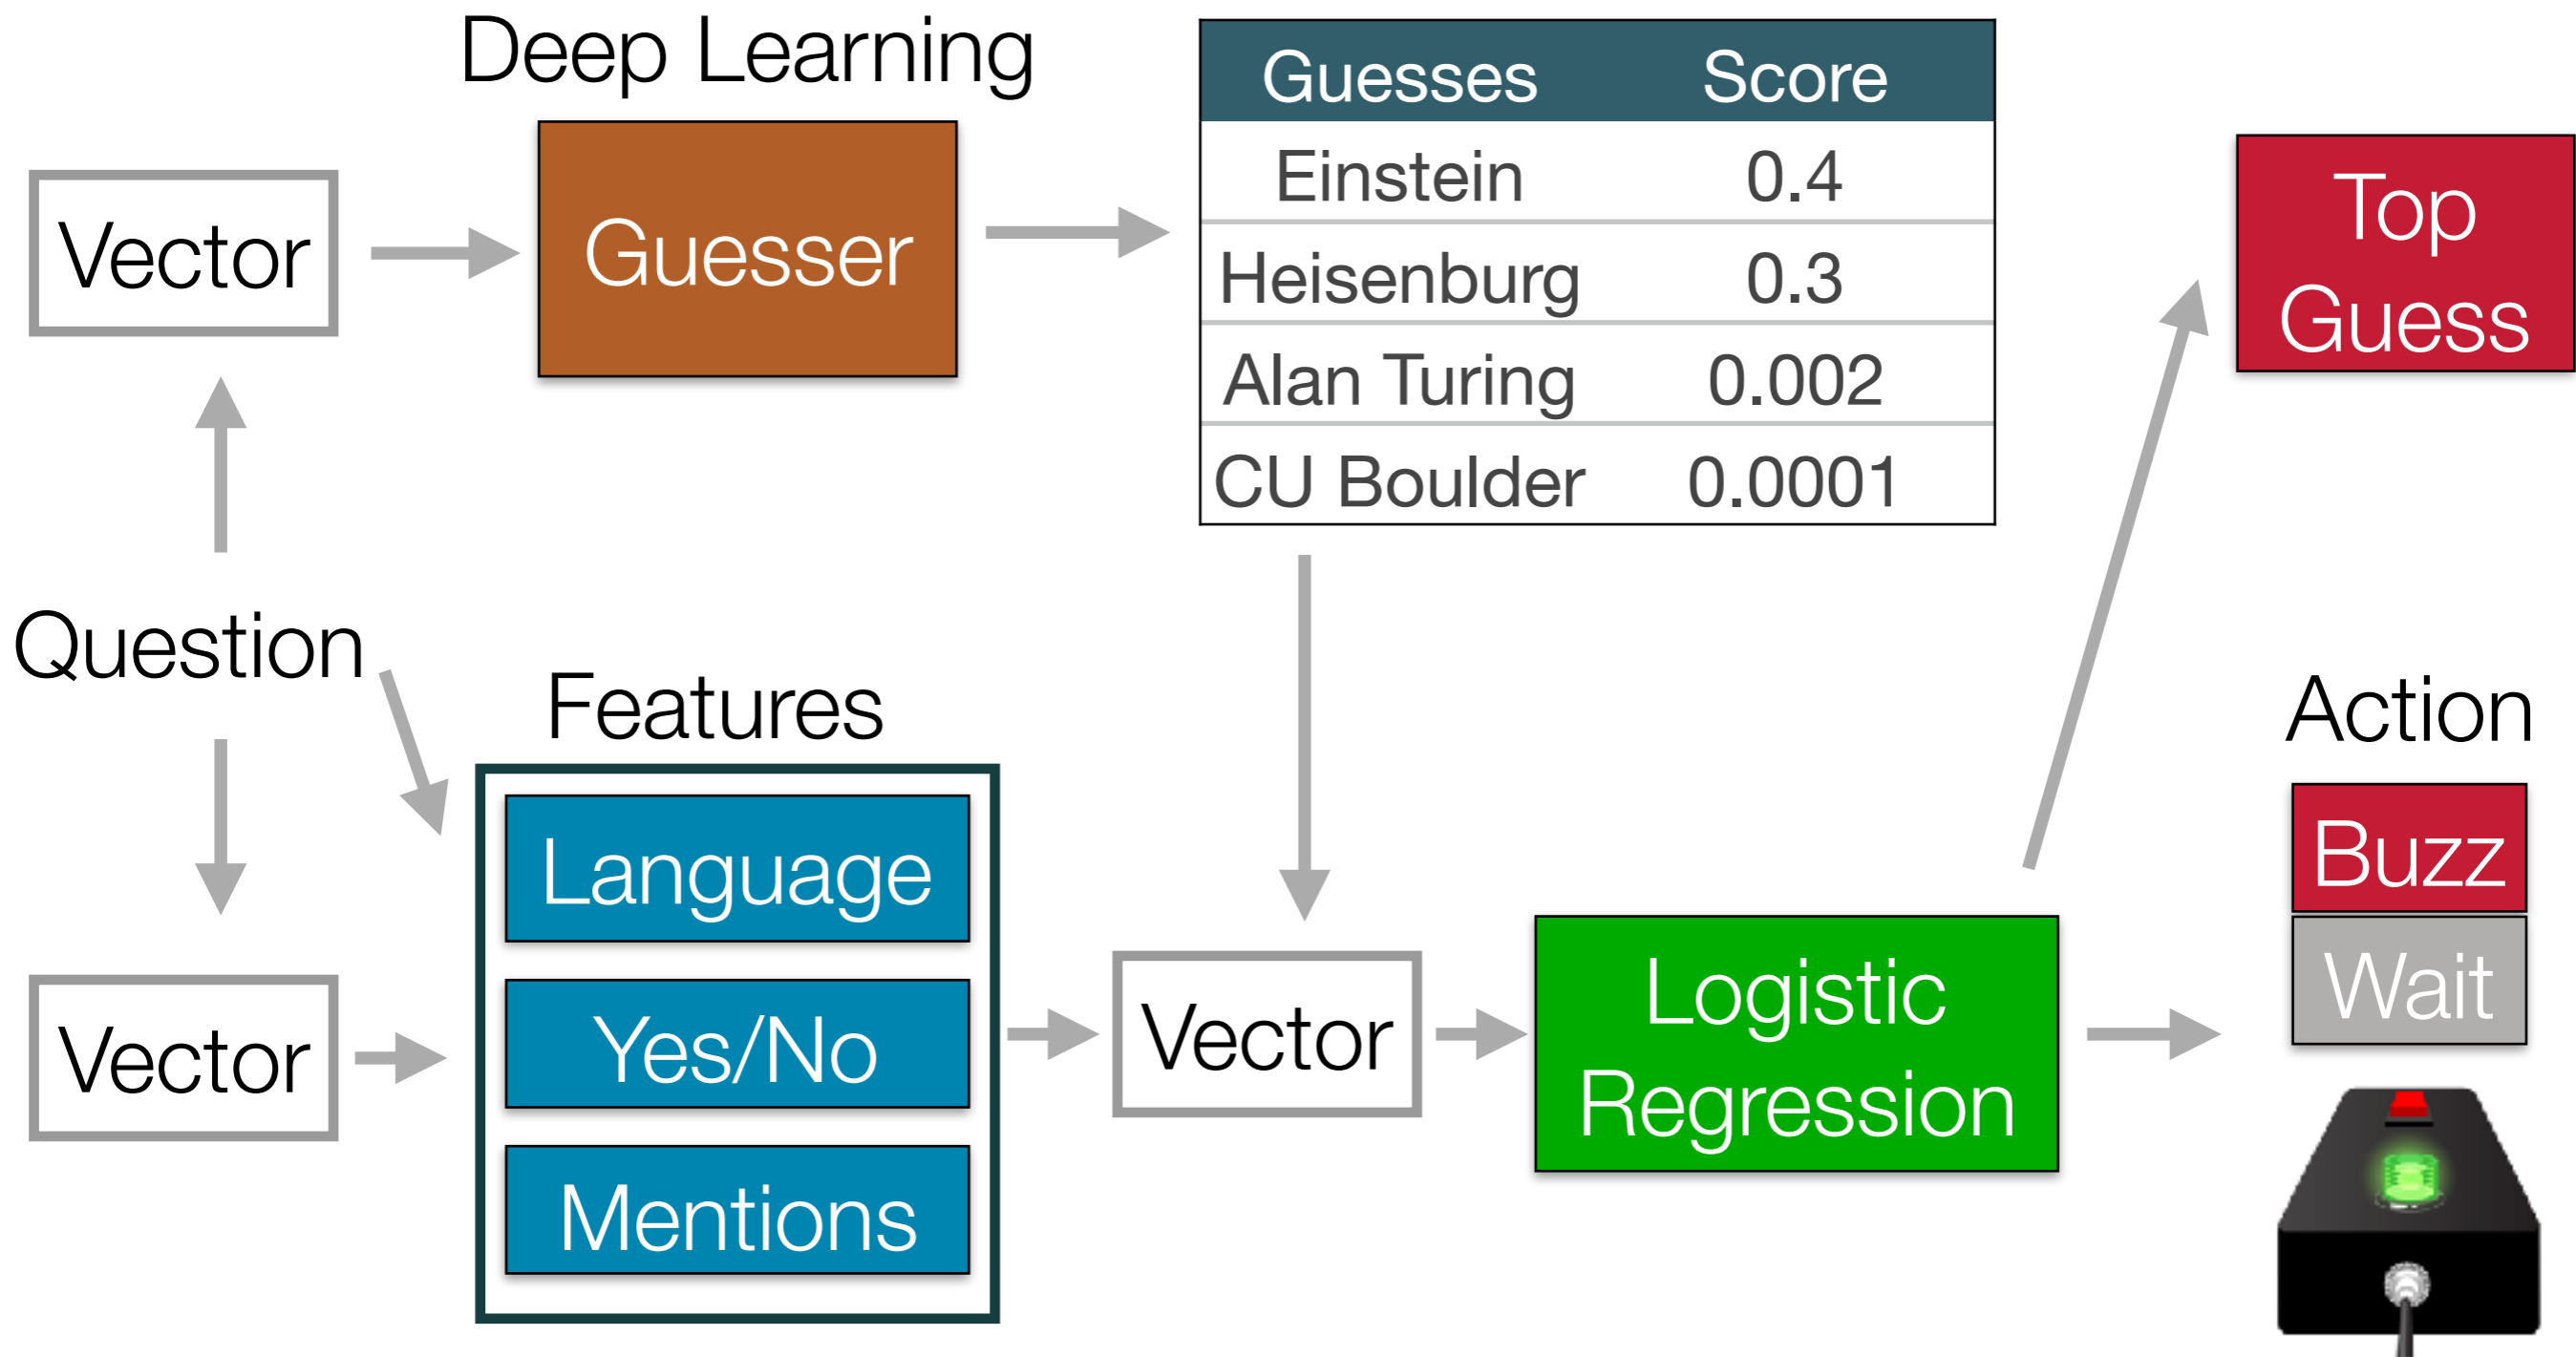 Deep Learning
Vector
Guesser
Guesses Score
Einstein 0.4
Heisenburg 0.3
Alan Turing 0.002
CU Boulder 0.0001
Top
Guess
Question
Features
Language
Yes/No
Mentions
Vector
Vector
Logistic
Regression
Action
Buzz
Wait